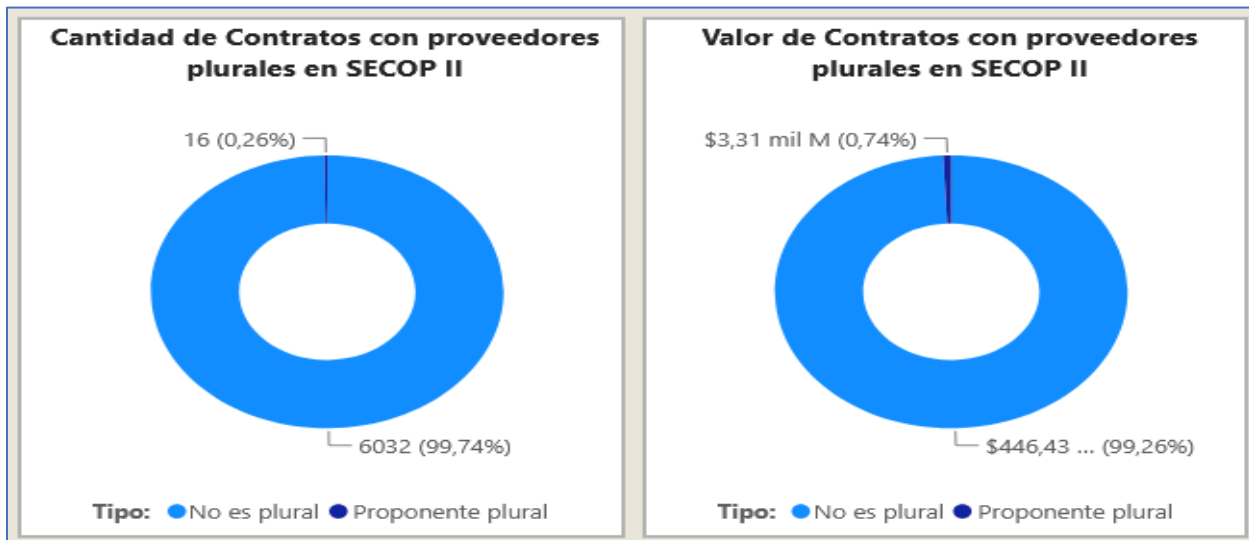 Cantidad de Contratos con proveedores
plurales en SECOP II
16 (0,26%)
6032 (99,74%)
Tipo: No es plural Proponente plural
Valor de Contratos con proveedores
plurales en SECOP II
$3,31 mil M (0,74%)
$446,43 ... (99,26%)
Tipo: No es plural Proponente plural